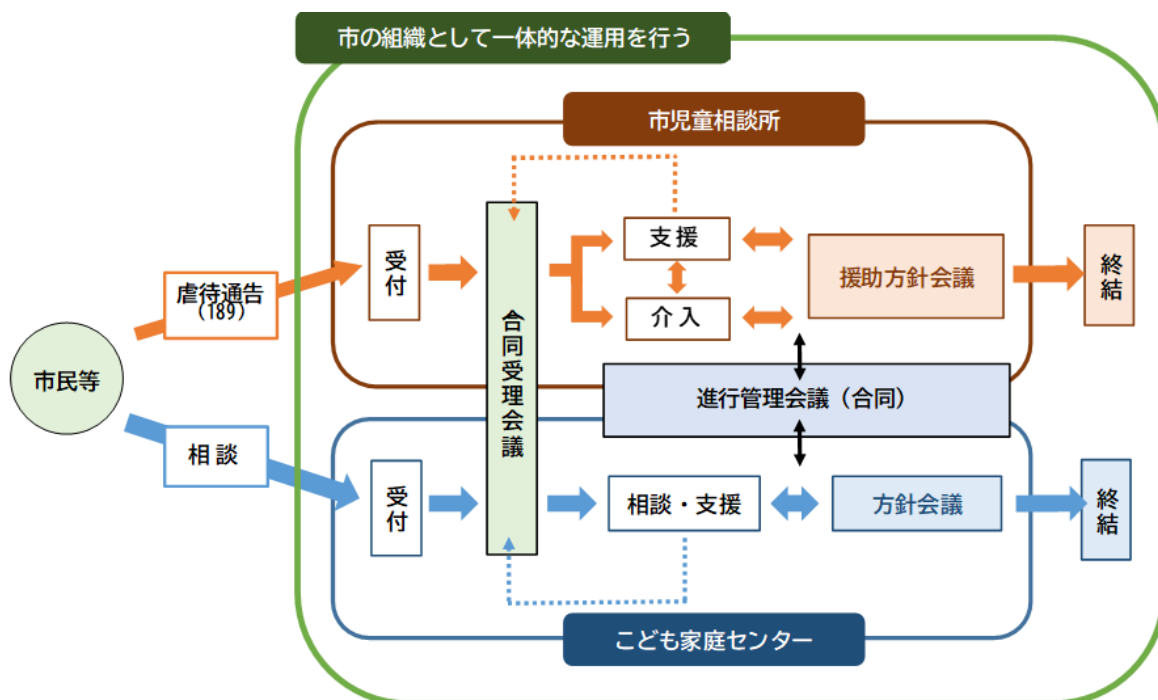 市の組織として一体的な運用を行う
市児童相談所
市民等
虐待通告
(189)
受付
合同受理会議
支援
介入
援助方針会議
終結
進行管理会議（合同）
相談
受付
相談・支援
方針会議
終結
こども家庭センター